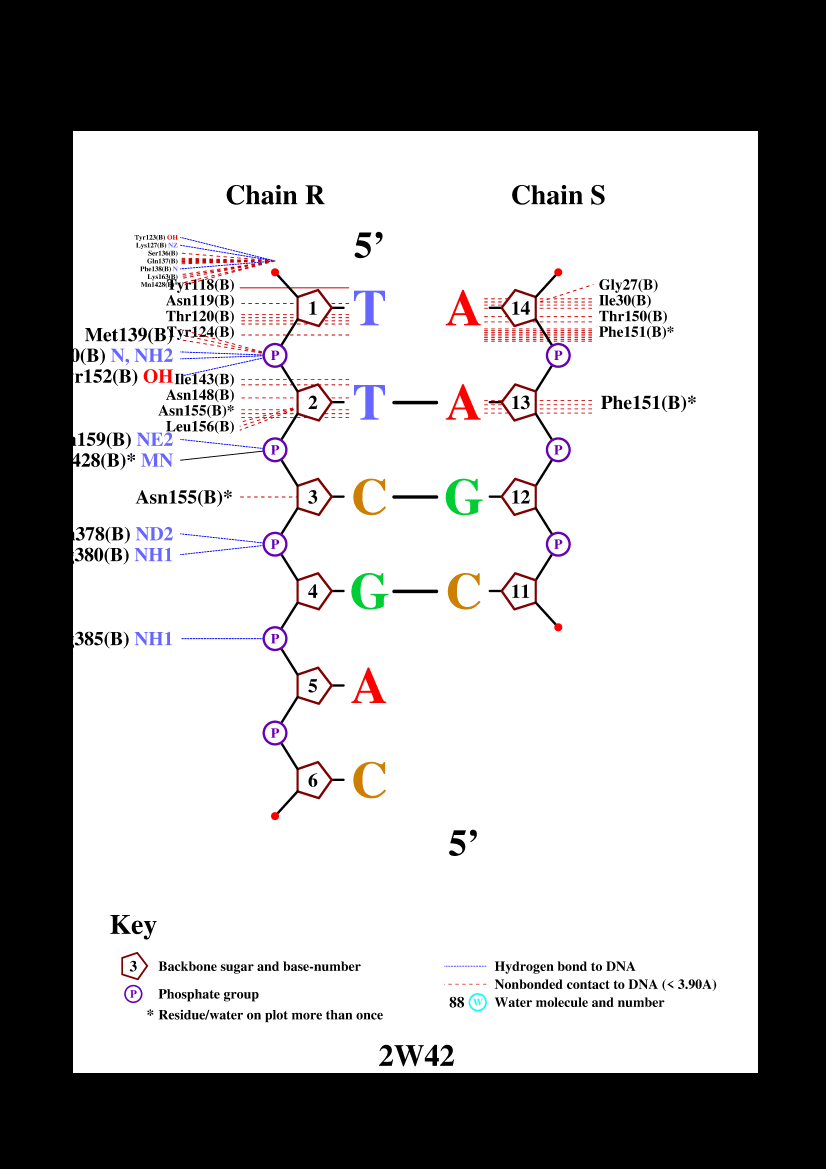 Chain R
Chain S
5’
Tyr123(B) OH
Lys127(B) NZ
Ser136(B)
Gln137(B)
Phe138(B) N
Lys163(B)
Tyr118(B)
Asn119(B)
Thr120(B)
Tyr124(B)
1 T
A 14
Gly27(B)
Ile30(B)
Thr150(B)
Phe151(B)*
Met139(B)
0(B) N, NH2
r152(B) OH
P
P
Ile143(B)
Asn148(B)
Asn155(B)*
Leu156(B)
2 T
A 13
Phe151(B)*
159(B) NE2
428(B)* MN
P
P
Asn155(B)*
3 C
G 12
378(B) ND2
380(B) NH1
P
P
4 G
C 11
385(B) NH1
P
5 A
P
6 C
5’
Key
3 Backbone sugar and base-number
P Phosphate group
* Residue/water on plot more than once
Hydrogen bond to DNA
Nonbonded contact to DNA (< 3.90A)
88 W Water molecule and number
2W42